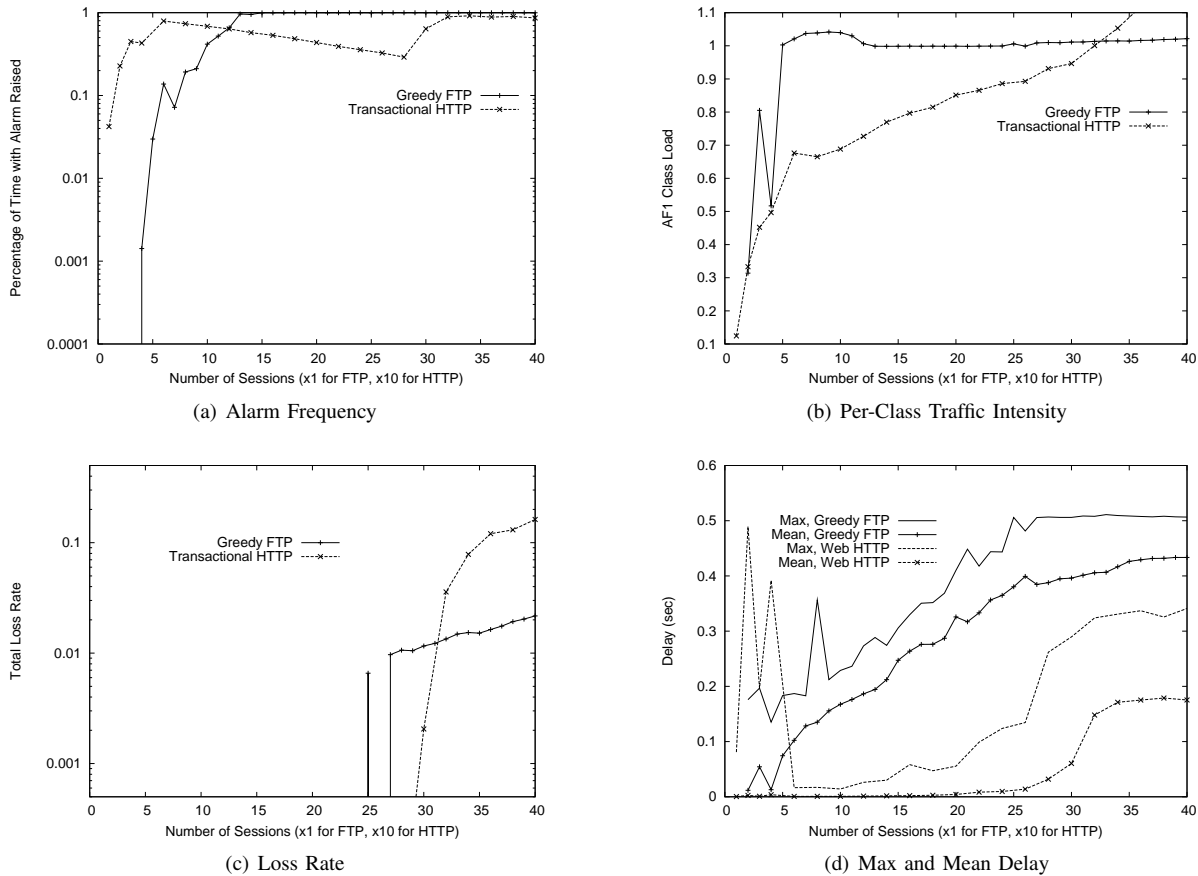 Percentage of Time with Alarm Raised
1
0.1
0.01
0.001
0.0001
0 5 10 15 20 25 30 35 40
Number of Sessions (x1 for FTP, x10 for HTTP)
Greedy FTP
Transactional HTTP
(a) Alarm Frequency
AF1 Class Load
1.1
1
0.9
0.8
0.7
0.6
0.5
0.4
0.3
0.2
0.1
0 5 10 15 20 25 30 35 40
Number of Sessions (x1 for FTP, x10 for HTTP)
Greedy FTP
Transactional HTTP
(b) Per-Class Traffic Intensity
Total Loss Rate
0.1
0.01
0.001
0 5 10 15 20 25 30 35 40
Number of Sessions (x1 for FTP, x10 for HTTP)
Greedy FTP
Transactional HTTP
(c) Loss Rate
Delay (sec)
0.6
0.5
0.4
0.3
0.2
0.1
0
0 5 10 15 20 25 30 35 40
Number of Sessions (x1 for FTP, x10 for HTTP)
Max, Greedy FTP
Mean, Greedy FTP
Max, Web HTTP
Mean, Web HTTP
(d) Max and Mean Delay